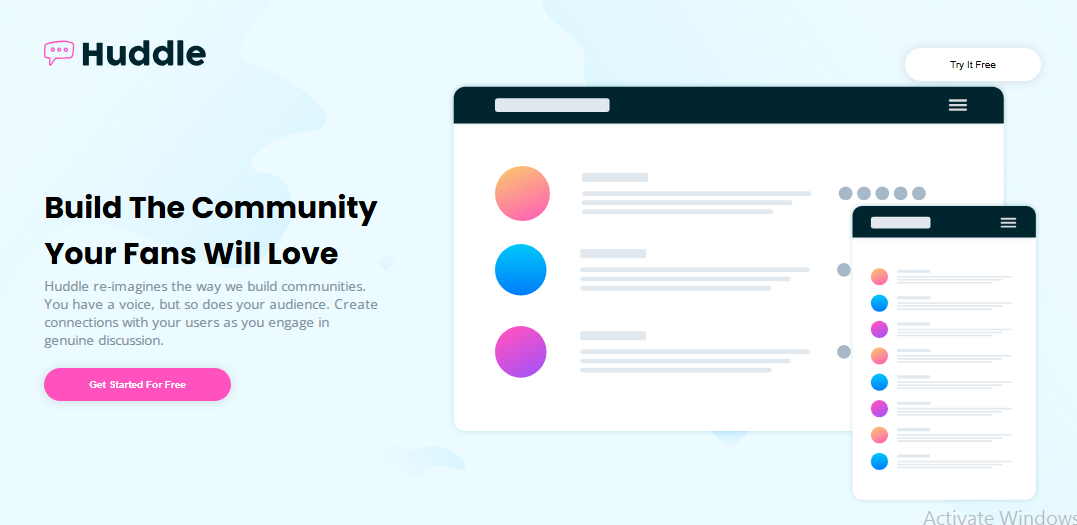 Huddle
Try It Free
Build The Community
Your Fans Will Love
Huddle re-imagines the way we build communities.
You have a voice, but so does your audience. Create
connections with your users as you engage in
genuine discussion.
Get Started For Free
Activate Windows